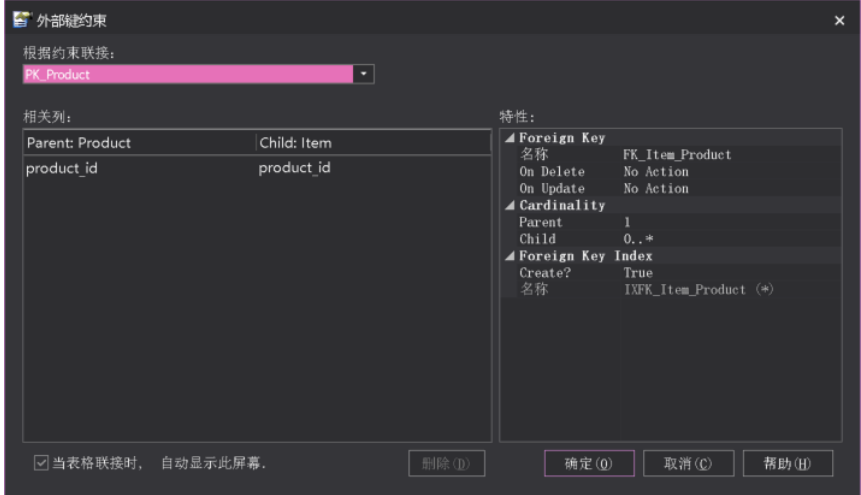 外部键约束
根据约束联接:
PK_Product
相关列:
Parent: Product Child: Item
product_id product_id
特性:
Foreign Key
名称 FK_Item_Product
On Delete No Action
On Update No Action
Cardinality
Parent 1
Child 0..*
Foreign Key Index
Create? True
名称 IXFK_Item_Product (*)
当表格联接时, 自动显示此屏幕.
删除(D)
确定(O)
取消(C)
帮助(H)